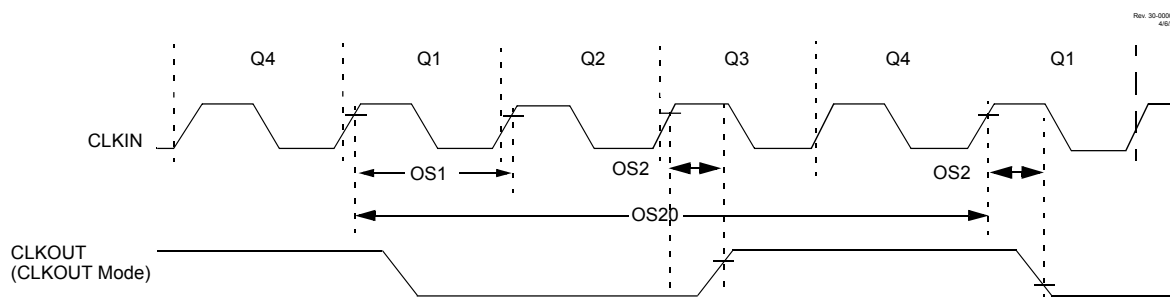 Rev. 30-000
4/6/
Q4 Q1 Q2 Q3 Q4 Q1
CLKIN
OS1 OS2 OS2
OS20
CLKOUT
(CLKOUT Mode)